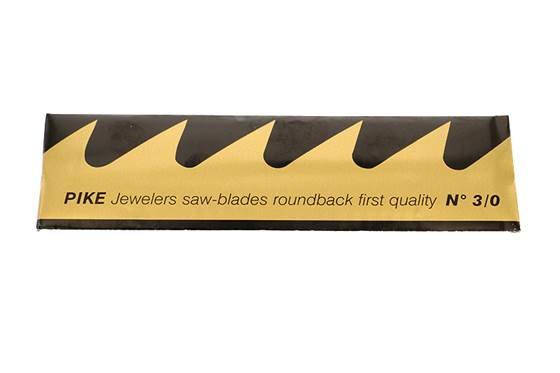 PIKE Jewelers saw-blades roundback first quality N° 3/0